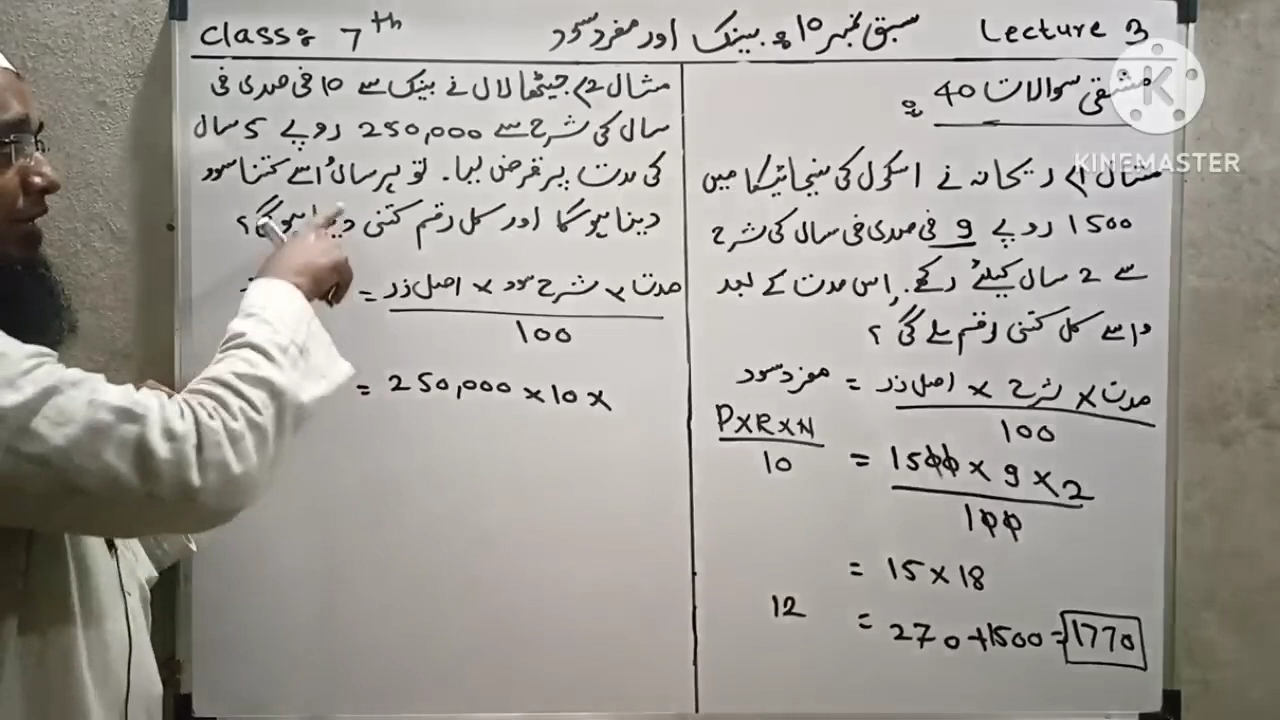 Class: 7th سبق نمبر 10: بینک اور مفرد سود Lecture 3
مشقی سوالات 40:
KINEMASTER
مثال 1) ریحانہ نے اسکول کی سنچائیکا میں
1500 روپے 9 فی صدی فی سال کی شرح
سے 2 سال کیلئے رکھے، اس مدت کے بعد
اُسے کل کتنی رقم ملے گی؟
مفرد سود = اصل زر x شرح x مدت
100
PXRXN
10
= 1500 x 9 x 2
100
= 15 x 18
12
= 270 + 1500 = 1770
مثال 2) جیٹھا لال نے بینک سے 10 فی صدی فی
سال کی شرح سے 250,000 روپے 5 سال
کی مدت پر قرض لیا۔ تو ہر سال اُسے کتنا سود
دینا ہوگا اور کل رقم کتنی ہوگی؟
= اصل زر x شرح سود x مدت
100
= 250,000 x 10 x